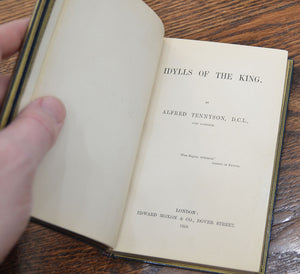 IDYLLS OF THE KING.
BY
ALFRED TENNYSON, D.C.L.,
LONDON:
EDWARD MOXON & CO., DOVER STREET.